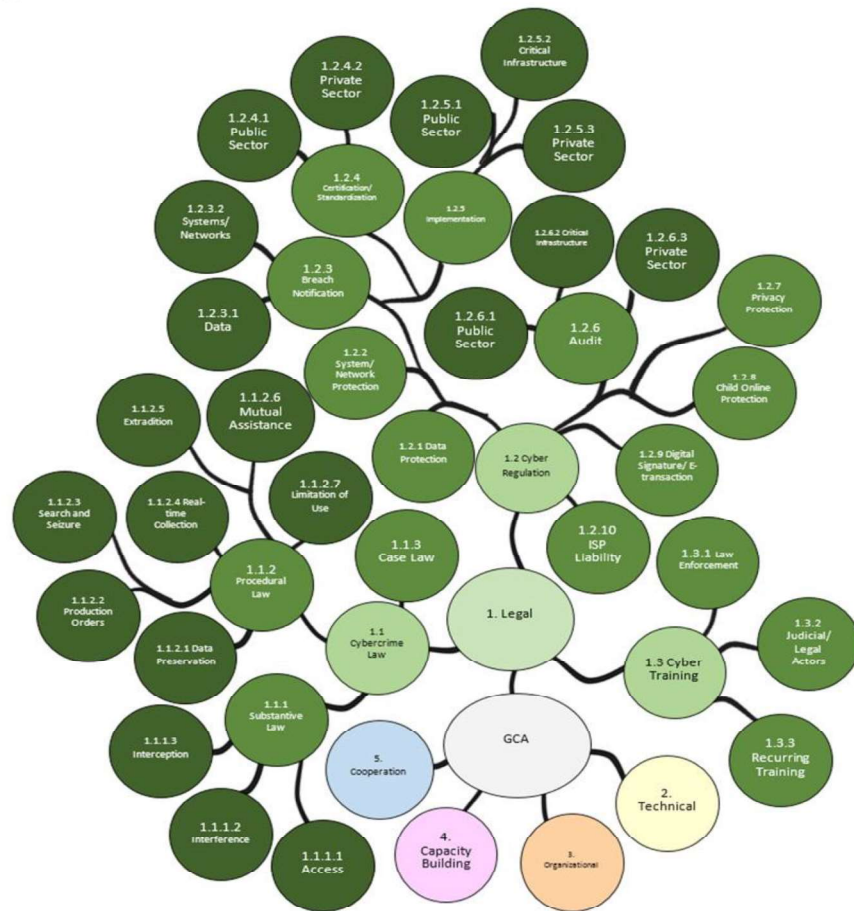 1.2.5.2
Critical
Infrastructure
1.2.4.2
Private
Sector
1.2.5.1
Public
Sector
1.2.4.1
Public
Sector
1.2.5.3
Private
Sector
1.2.4
Certification/
Standardization
1.2.5
Implementation
1.2.3.2
Systems/
Networks
1.2.6.2 Critical
Infrastructure
1.2.6.3
Private
Sector
1.2.3
Breach
Notification
1.2.7
Privacy
Protection
1.2.3.1
Data
1.2.6.1
Public
Sector
1.2.6
Audit
1.2.2
System/
Network
Protection
1.2.8
Child Online
Protection
1.1.2.6
Mutual
Assistance
1.1.2.5
Extradition
1.2.1 Data
Protection
1.2 Cyber
Regulation
1.2.9 Digital
Signature/ E-
transaction
1.1.2.7
Limitation
of Use
1.1.2.3
Search and
Seizure
1.1.2.4 Real-
time
Collection
1.2.10
ISP
Liability
1.1.3
Case Law
1.3.1 Law
Enforcement
1.1.2
Procedural
Law
1.1.2.2
Production
Orders
1. Legal
1.3.2
Judicial/
Legal
Actors
1.1.2.1 Data
Preservation
1.1
Cybercrime
Law
1.3 Cyber
Training
1.1.1
Substantive
Law
1.1.1.3
Interception
GCA
1.3.3
Recurring
Training
5.
Cooperation
2.
Technical
1.1.1.2
Interference
4.
Capacity
Building
3.
Organizational
1.1.1.1
Access